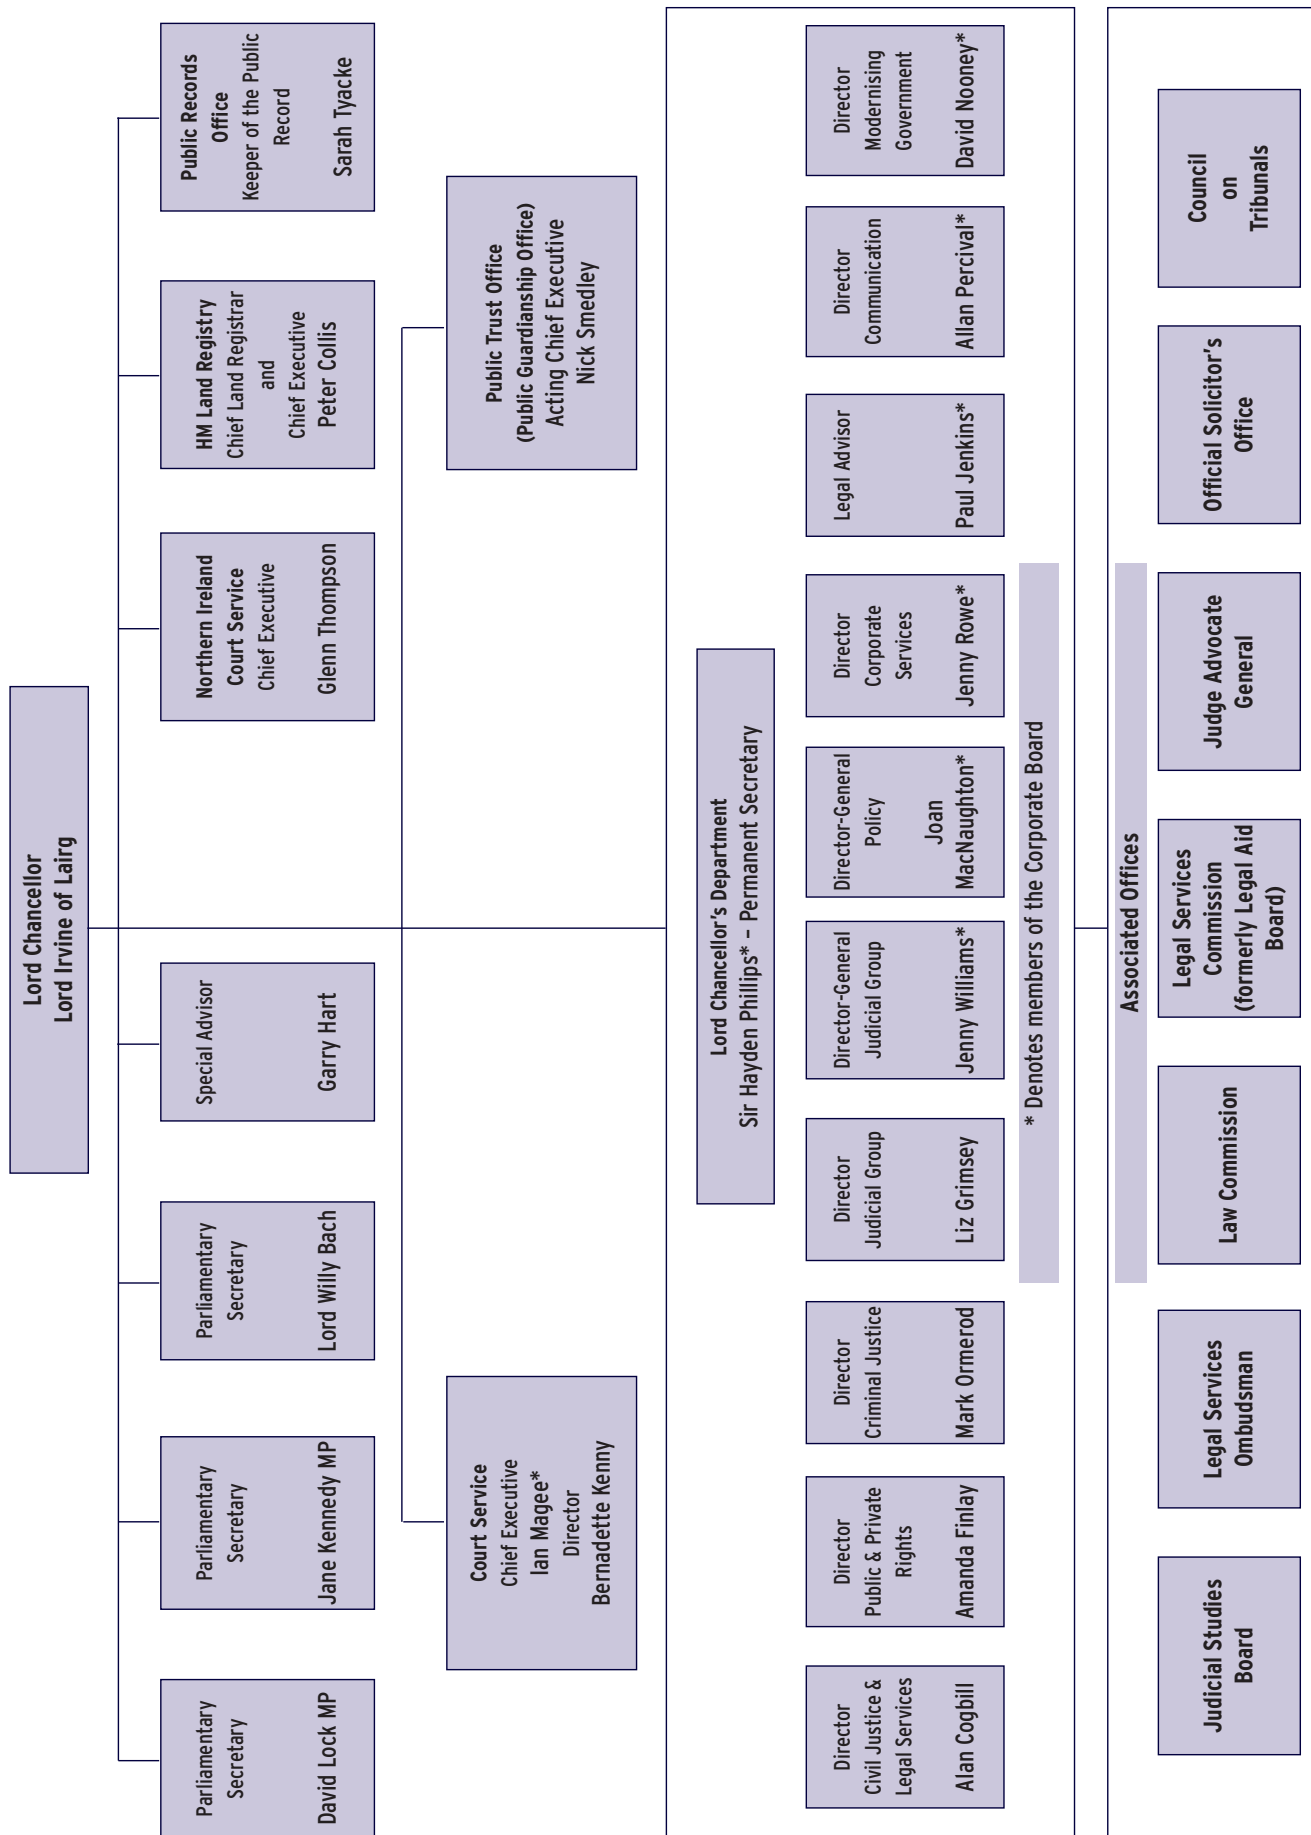 Lord Chancellor
Lord Irvine of Lairg
Parliamentary
Secretary
David Lock MP
Parliamentary
Secretary
Jane Kennedy MP
Parliamentary
Secretary
Lord Willy Bach
Special Advisor
Garry Hart
Northern Ireland
Court Service
Chief Executive
Glenn Thompson
HM Land Registry
Chief Land Registrar
and
Chief Executive
Peter Collis
Public Records
Office
Keeper of the Public
Record
Sarah Tyacke
Court Service
Chief Executive
Ian Magee*
Director
Bernadette Kenny
Public Trust Office
(Public Guardianship Office)
Acting Chief Executive
Nick Smedley
Lord Chancellor's Department
Sir Hayden Phillips* – Permanent Secretary
Director
Civil Justice &
Legal Services
Alan Cogbill
Director
Public & Private
Rights
Amanda Finlay
Director
Criminal Justice
Mark Ormerod
Director
Judicial Group
Liz Grimsey
Director-General
Judicial Group
Jenny Williams*
Director-General
Policy
Joan
MacNaughton*
Director
Corporate
Services
Jenny Rowe*
Legal Advisor
Paul Jenkins*
Director
Communication
Allan Percival*
Director
Modernising
Government
David Nooney*
* Denotes members of the Corporate Board
Associated Offices
Judicial Studies
Board
Legal Services
Ombudsman
Law Commission
Legal Services
Commission
(formerly Legal Aid
Board)
Judge Advocate
General
Official Solicitor's
Office
Council
on
Tribunals